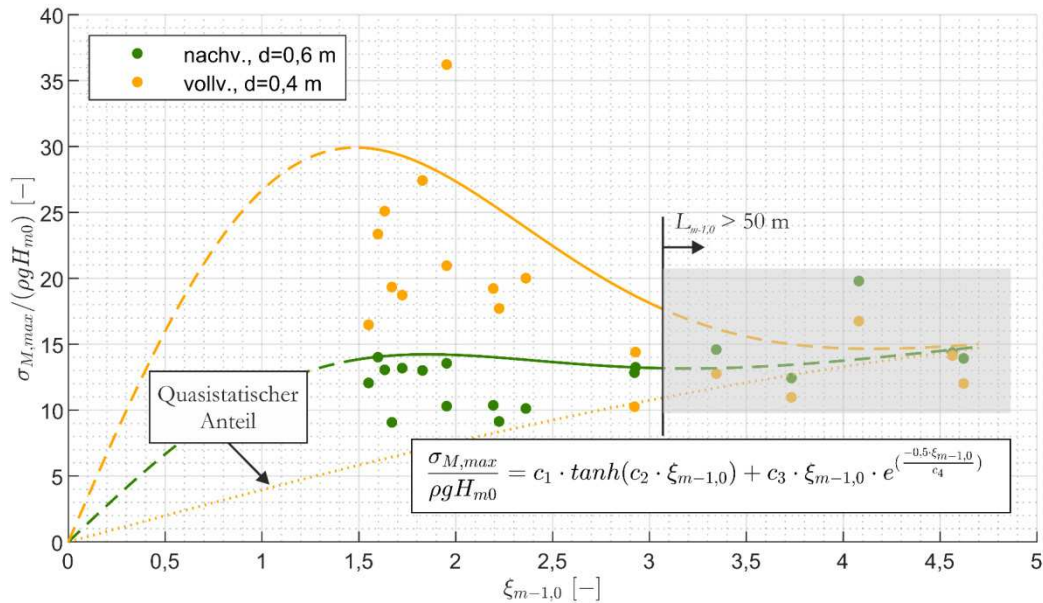 40
35
30
25
20
15
10
5
0
σ_{M,max}/(ρgH_{m0}) [−]
nachv., d=0,6 m
vollv., d=0,4 m
L_{m-1,0} > 50 m
Quasistatischer
Anteil
\frac{σ_{M,max}}{ρgH_{m0}} = c_1 · tanh(c_2 · ξ_{m−1,0}) + c_3 · ξ_{m−1,0} · e^{(\frac{−0,5·ξ_{m−1,0}}{c_4})}
0 0,5 1 1,5 2 2,5 3 3,5 4 4,5 5
ξ_{m−1,0} [−]